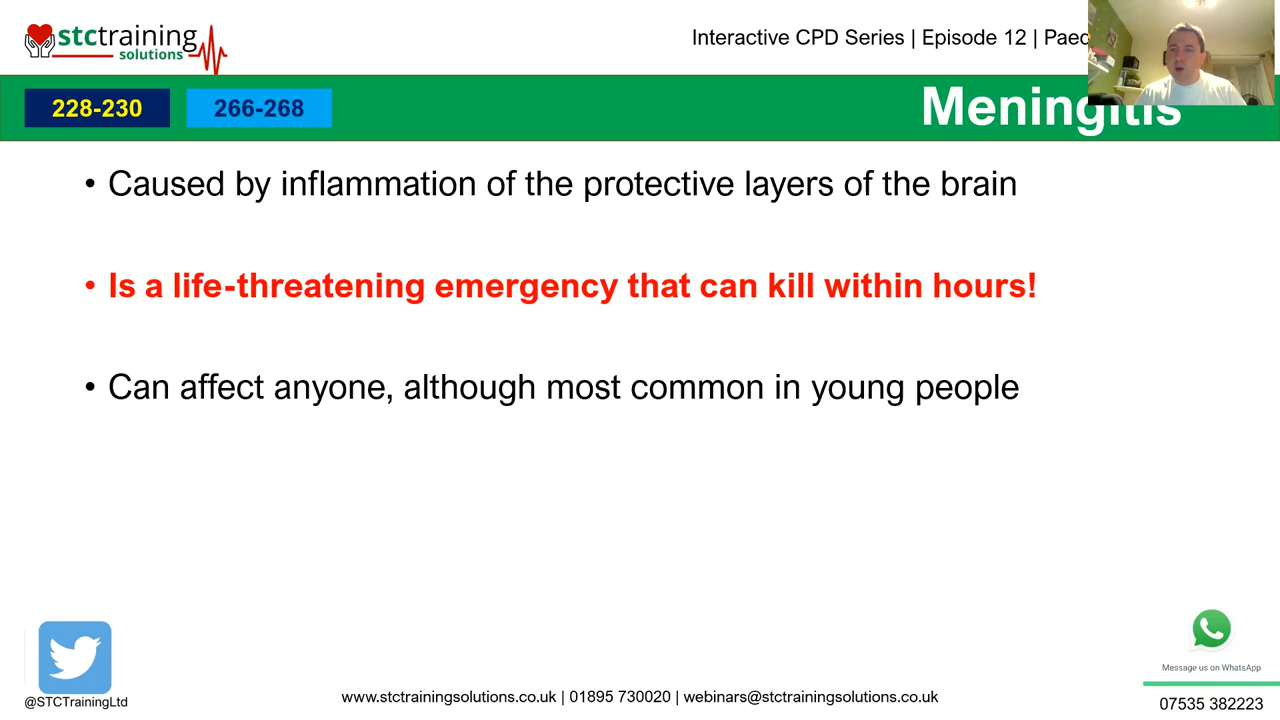 stctraining
solutions
Interactive CPD Series | Episode 12 | Paed
228-230
266-268
Meningitis
• Caused by inflammation of the protective layers of the brain
• Is a life-threatening emergency that can kill within hours!
• Can affect anyone, although most common in young people
@STCTrainingLtd
www.stctrainingsolutions.co.uk | 01895 730020 | webinars@stctrainingsolutions.co.uk
Message us on WhatsApp
07535 382223